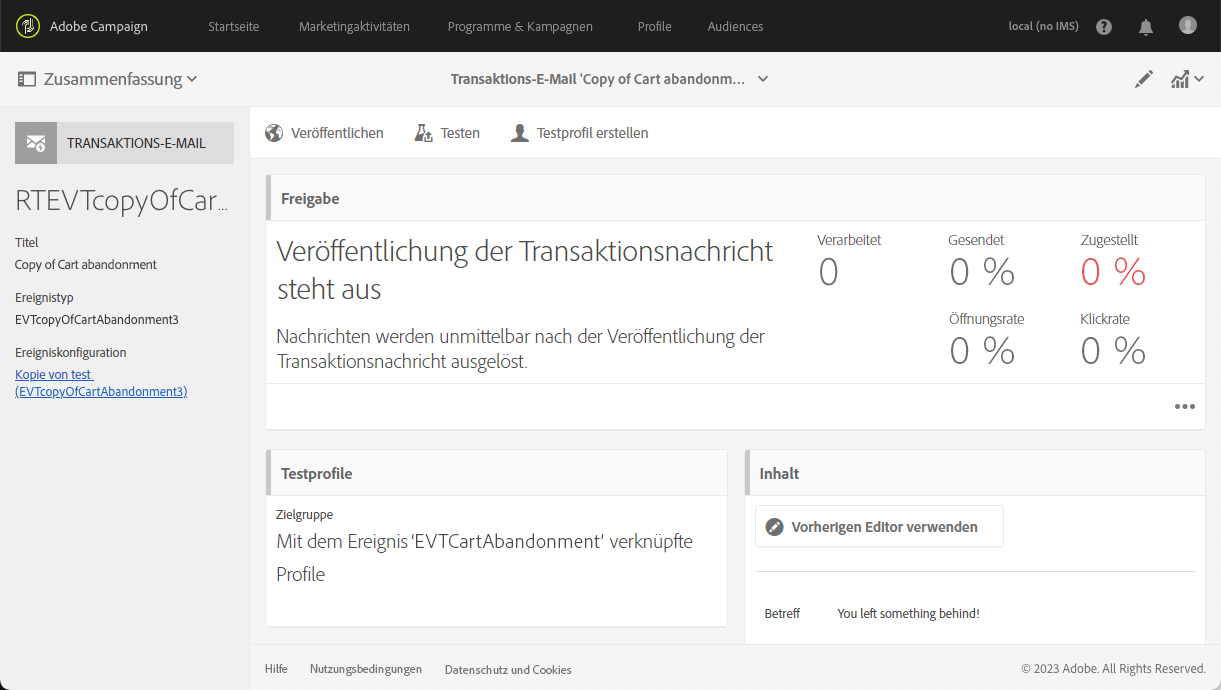 Adobe Campaign
Startseite
Marketingaktivitäten
Programme & Kampagnen
Profile
Audiences
local (no IMS)
Zusammenfassung
Transaktions-E-Mail 'Copy of Cart abandonm...
TRANSAKTIONS-E-MAIL
RTEVTcopyOfCar...
Titel
Copy of Cart abandonment
Ereignistyp
EVTcopyOfCartAbandonment3
Ereigniskonfiguration
Kopie von test
(EVTcopyOfCartAbandonment3)
Veröffentlichen
Testen
Testprofil erstellen
Freigabe
Veröffentlichung der Transaktionsnachricht
steht aus
Nachrichten werden unmittelbar nach der Veröffentlichung der
Transaktionsnachricht ausgelöst.
Verarbeitet
0
Gesendet
0 %
Zugestellt
0 %
Öffnungsrate
0 %
Klickrate
0 %
Testprofile
Zielgruppe
Mit dem Ereignis ‘EVTCartAbandonment’ verknüpfte
Profile
Inhalt
Vorherigen Editor verwenden
Betreff
You left something behind!
Hilfe
Nutzungsbedingungen
Datenschutz und Cookies
© 2023 Adobe. All Rights Reserved.